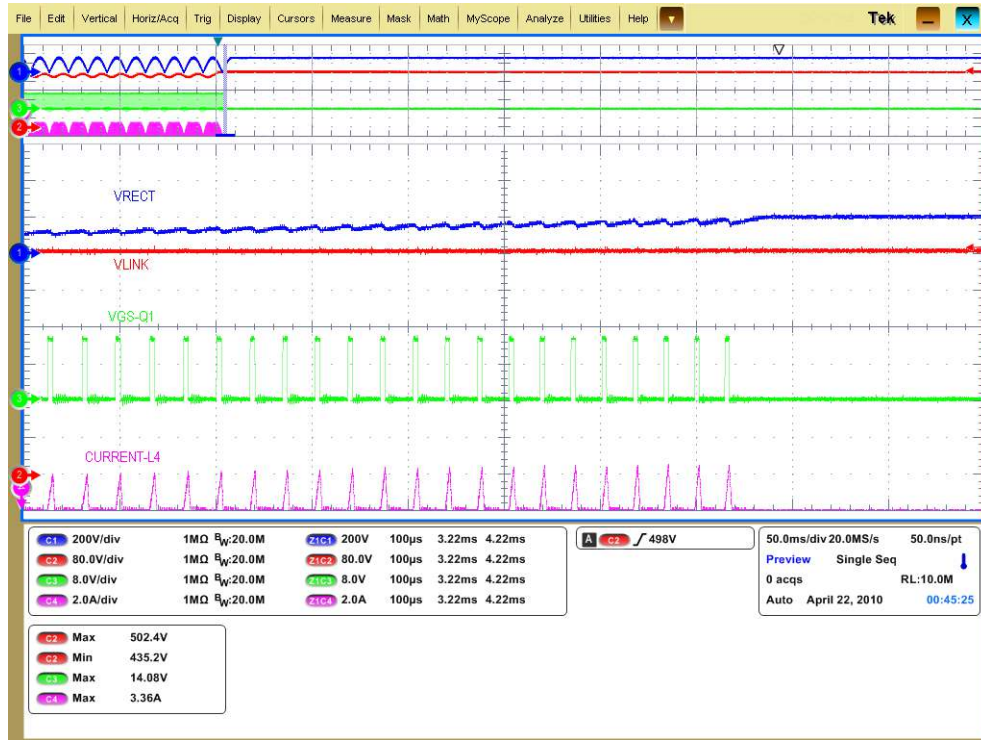 File Edit Vertical Horiz/Acq Trig Display Cursors Measure Mask Math MyScope Analyze Utilities Help Tek X
1
3
2
VRECT
1
VLINK
VGS-Q1
3
CURRENT-L4
2
C1 200V/div 1MΩ BW:20.0M Z1C1 200V 100µs 3.22ms 4.22ms A C2 498V 50.0ms/div 20.0MS/s 50.0ns/pt
C2 80.0V/div 1MΩ BW:20.0M Z1C2 80.0V 100µs 3.22ms 4.22ms Preview Single Seq
C3 8.0V/div 1MΩ BW:20.0M Z1C3 8.0V 100µs 3.22ms 4.22ms 0 acqs RL:10.0M
C4 2.0A/div 1MΩ BW:20.0M Z1C4 2.0A 100µs 3.22ms 4.22ms Auto April 22, 2010 00:45:25
C2 Max 502.4V
C2 Min 435.2V
C3 Max 14.08V
C4 Max 3.36A